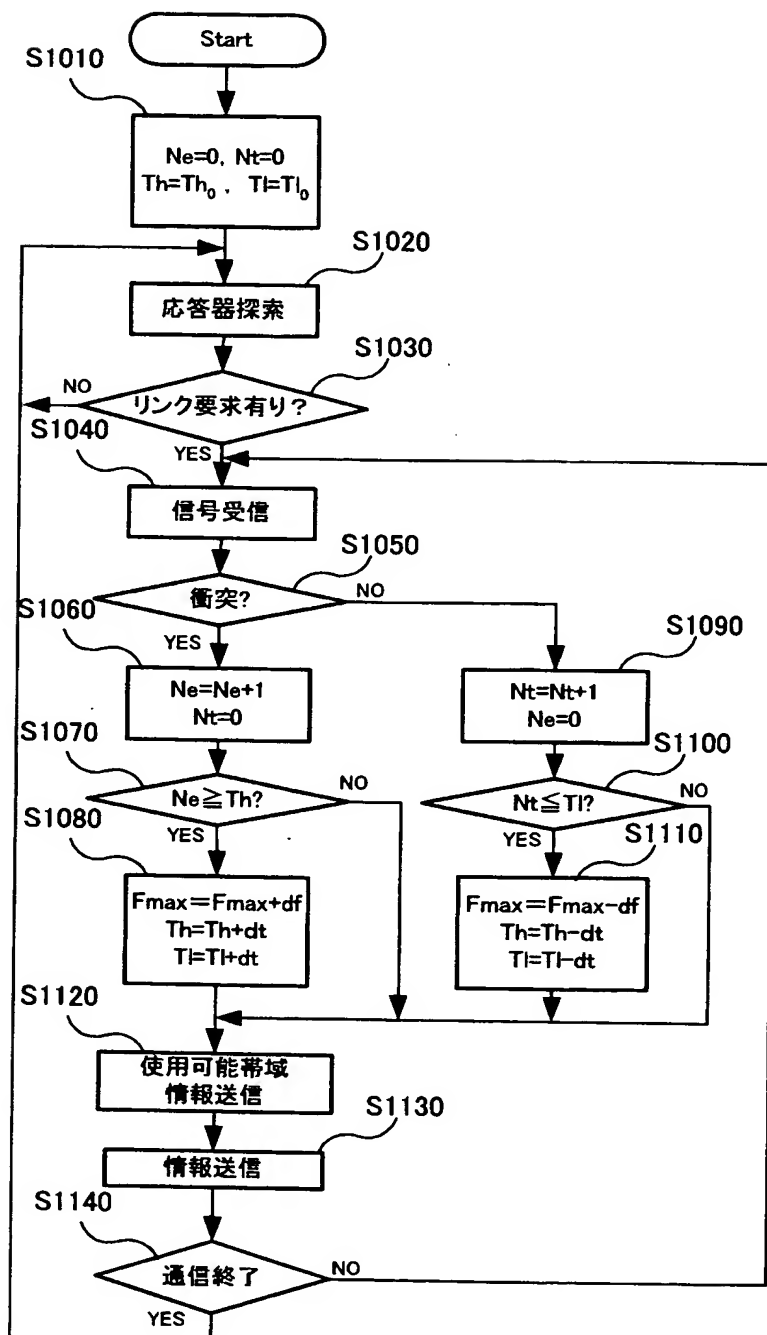 Start
S1010
Ne=0, Nt=0
Th=Th₀ , Tl=Tl₀
S1020
応答器探索
S1030
リンク要求有り?
NO
YES
S1040
信号受信
S1050
衝突?
NO
YES
S1060
Ne=Ne+1
Nt=0
S1090
Nt=Nt+1
Ne=0
S1070
Ne≧Th?
NO
YES
S1100
Nt≦Tl?
NO
YES
S1080
Fmax=Fmax+df
Th=Th+dt
Tl=Tl+dt
S1110
Fmax=Fmax-df
Th=Th-dt
Tl=Tl-dt
S1120
使用可能帯域
情報送信
S1130
情報送信
S1140
通信終了
NO
YES